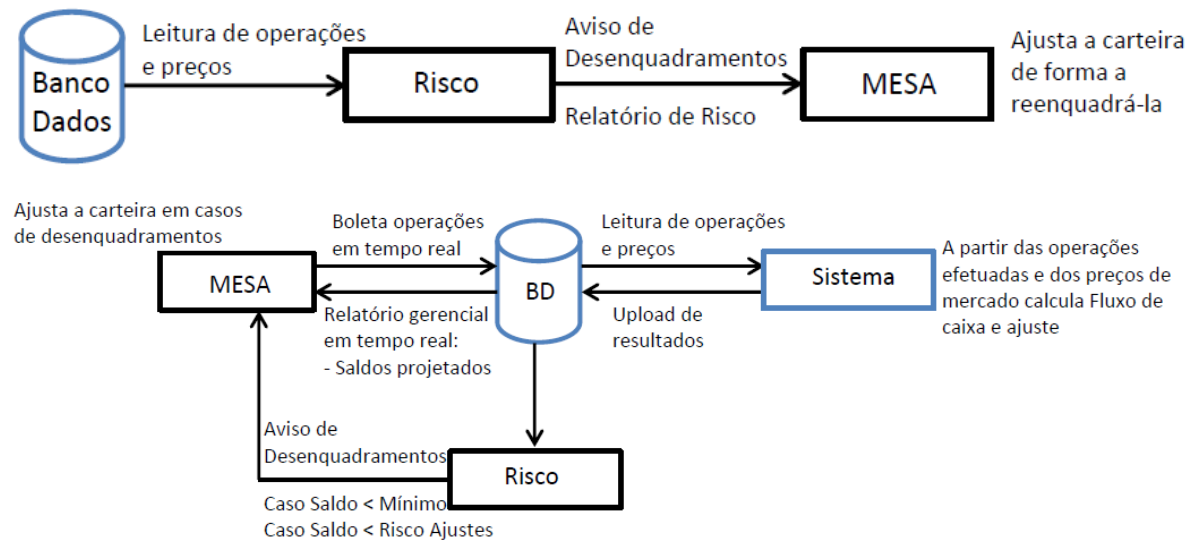 Leitura de operações
e preços
Banco
Dados
Risco
Aviso de
Desenquadramentos
Relatório de Risco
MESA
Ajusta a carteira
de forma a
reenquadrá-la
Ajusta a carteira em casos
de desenquadramentos
MESA
Boleta operações
em tempo real
Relatório gerencial
em tempo real:
- Saldos projetados
BD
Leitura de operações
e preços
Upload de
resultados
Sistema
A partir das operações
efetuadas e dos preços de
mercado calcula Fluxo de
caixa e ajuste
Aviso de
Desenquadramentos
Caso Saldo < Mínimo
Caso Saldo < Risco Ajustes
Risco